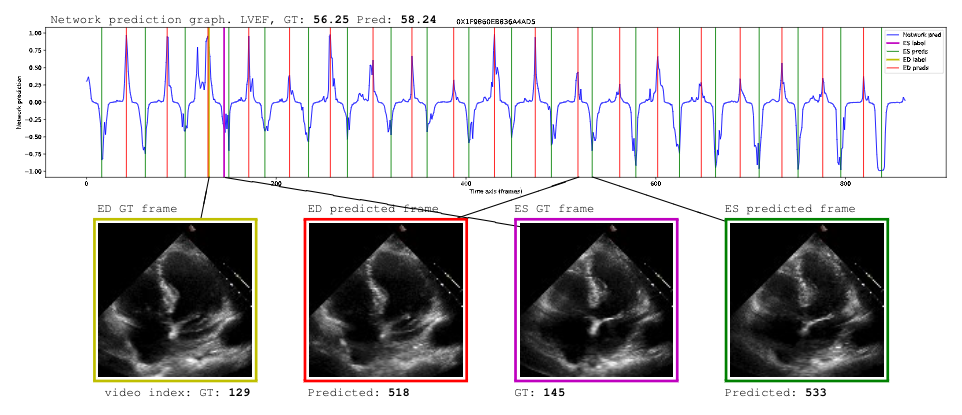 Network prediction graph. LVEF, GT: 56.25 Pred: 58.24
0X1F9860EB836A4AD5
Network prediction
1.00
0.75
0.50
0.25
0.00
−0.25
−0.50
−0.75
−1.00
Network pred
ES label
ES preds
ED label
ED preds
0
200
400
600
800
Time axis (frames)
ED GT frame
ED predicted frame
ES GT frame
ES predicted frame
video index: GT: 129
Predicted: 518
GT: 145
Predicted: 533